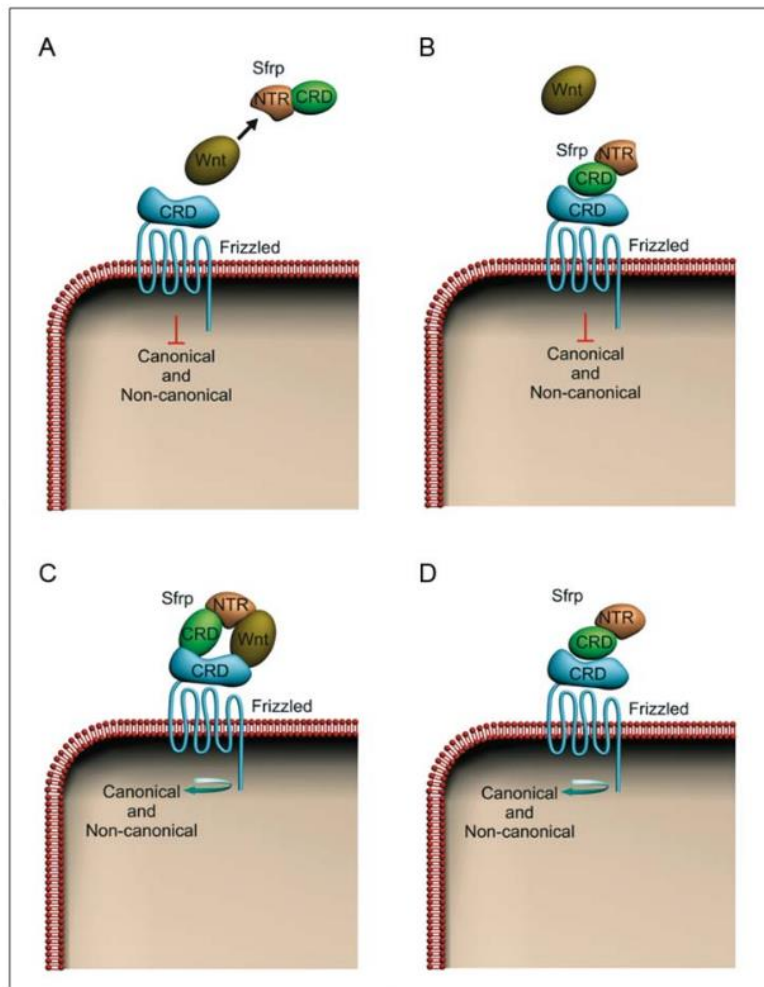 A
Sfrp
NTR CRD
Wnt
CRD
Frizzled
Canonical
and
Non-canonical
B
Wnt
Sfrp NTR
CRD
CRD
Frizzled
Canonical
and
Non-canonical
C
Sfrp NTR
CRD Wnt
CRD
Frizzled
Canonical
and
Non-canonical
D
Sfrp
NTR
CRD
CRD
Frizzled
Canonical
and
Non-canonical